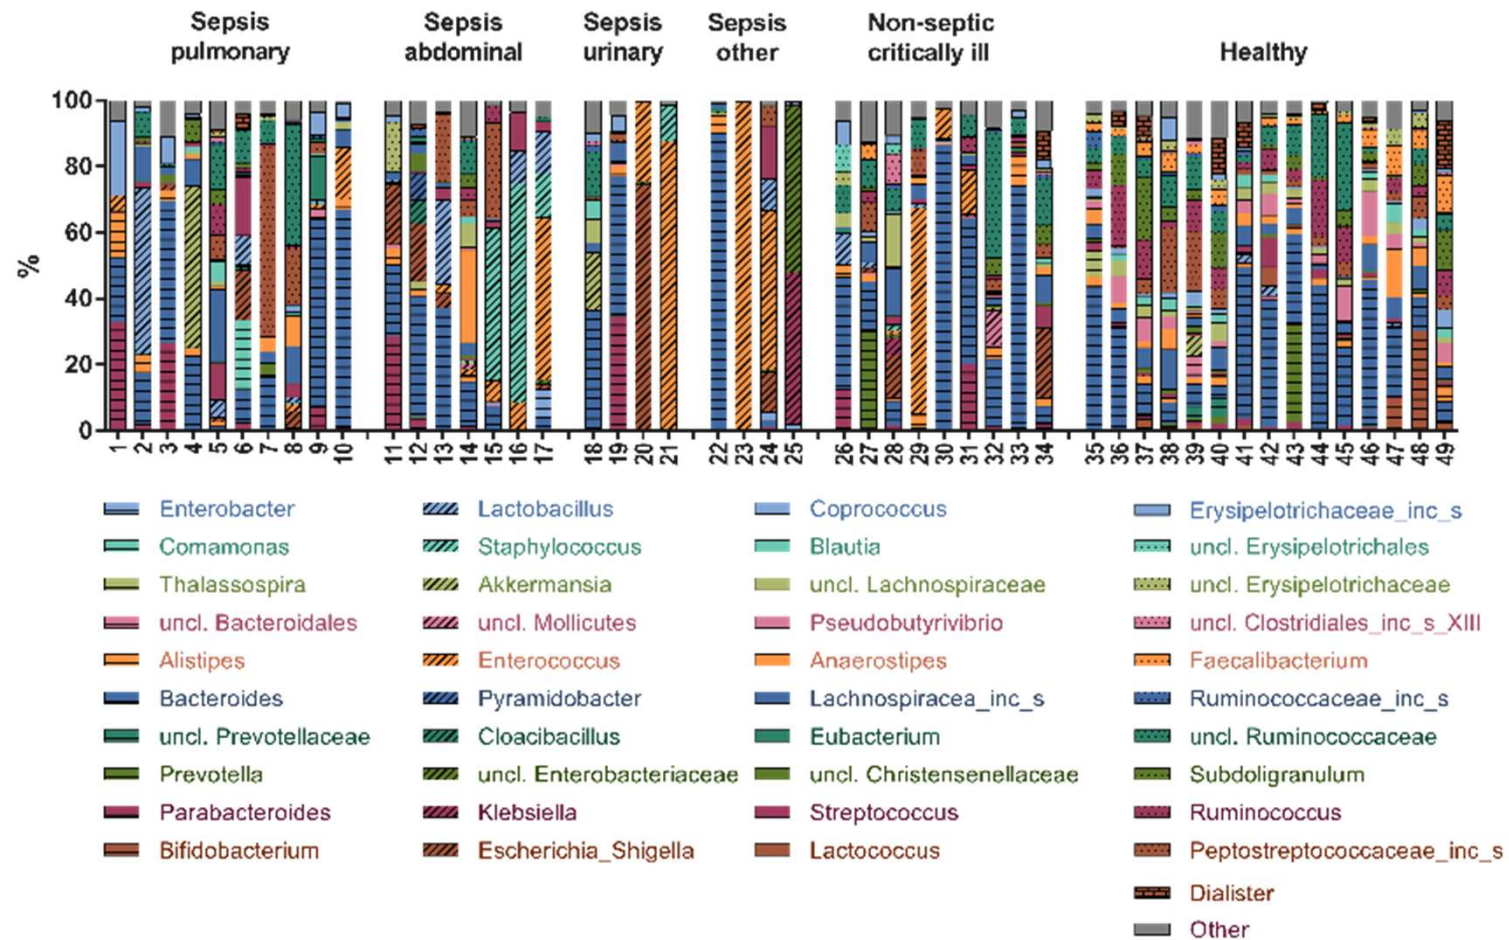 Sepsis
pulmonary
Sepsis
abdominal
Sepsis
urinary
Sepsis
other
Non-septic
critically ill
Healthy
%
100
80
60
40
20
0
1 2 3 4 5 6 7 8 9 10 11 12 13 14 15 16 17 18 19 20 21 22 23 24 25 26 27 28 29 30 31 32 33 34 35 36 37 38 39 40 41 42 43 44 45 46 47 48 49
Enterobacter Lactobacillus Coprococcus Erysipelotrichaceae_inc_s
Comamonas Staphylococcus Blautia uncl. Erysipelotrichales
Thalassospira Akkermansia uncl. Lachnospiraceae uncl. Erysipelotrichaceae
uncl. Bacteroidales uncl. Mollicutes Pseudobutyrivibrio uncl. Clostridiales_inc_s_XIII
Alistipes Enterococcus Anaerostipes Faecalibacterium
Bacteroides Pyramidobacter Lachnospiracea_inc_s Ruminococcaceae_inc_s
uncl. Prevotellaceae Cloacibacillus Eubacterium uncl. Ruminococcaceae
Prevotella uncl. Enterobacteriaceae uncl. Christensenellaceae Subdoligranulum
Parabacteroides Klebsiella Streptococcus Ruminococcus
Bifidobacterium Escherichia_Shigella Lactococcus Peptostreptococcaceae_inc_s
Dialister
Other